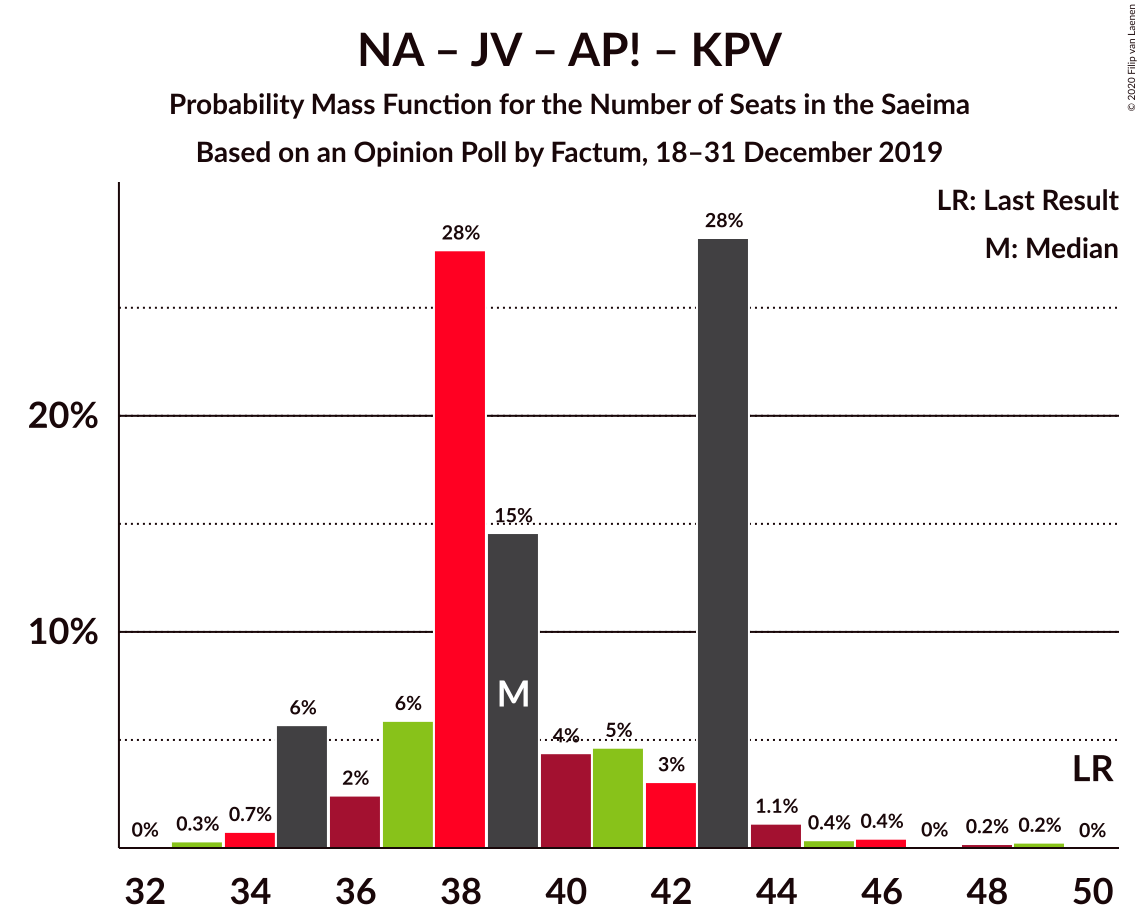 NA – JV – AP! – KPV
Probability Mass Function for the Number of Seats in the Saeima
Based on an Opinion Poll by Factum, 18–31 December 2019
© 2020 Filip van Laenen
LR: Last Result
M: Median
20%
10%
0%
0.3%
0.7%
6%
2%
6%
28%
15%
M
4%
5%
3%
28%
1.1%
0.4%
0.4%
0%
0.2%
0.2%
0%
LR
32 34 36 38 40 42 44 46 48 50